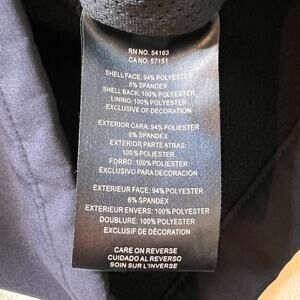 RN NO. 54163
CA NO. 57151
SHELL FACE: 94% POLYESTER
6% SPANDEX
SHELL BACK: 100% POLYESTER
LINING: 100% POLYESTER
EXCLUSIVE OF DECORATION
EXTERIOR CARA: 94% POLIESTER
6% SPANDEX
EXTERIOR PARTE ATRAS:
100% POLIESTER
FORRO: 100% POLIESTER
EXCLUSIVO PARA DECORACIÓN
EXTERIEUR FACE: 94% POLYESTER
6% SPANDEX
EXTERIEUR ENVERS: 100% POLYESTER
DOUBLURE: 100% POLYESTER
EXCLUSIF DE DÉCORATION
CARE ON REVERSE
CUIDADO AL REVERSO
SOIN SUR L'INVERSE